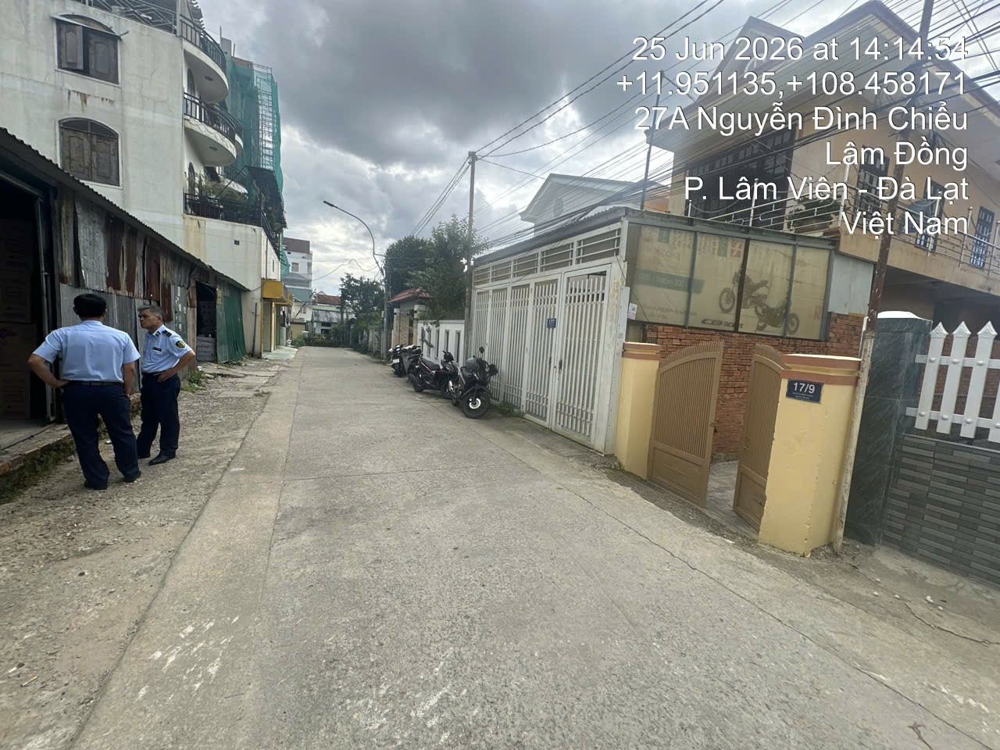 25 Jun 2026 at 14:14:54
+11.951135,+108.458171
27A Nguyễn Đình Chiểu
Lâm Đồng
P. Lâm Viên - Đà Lạt
Việt Nam
17/9